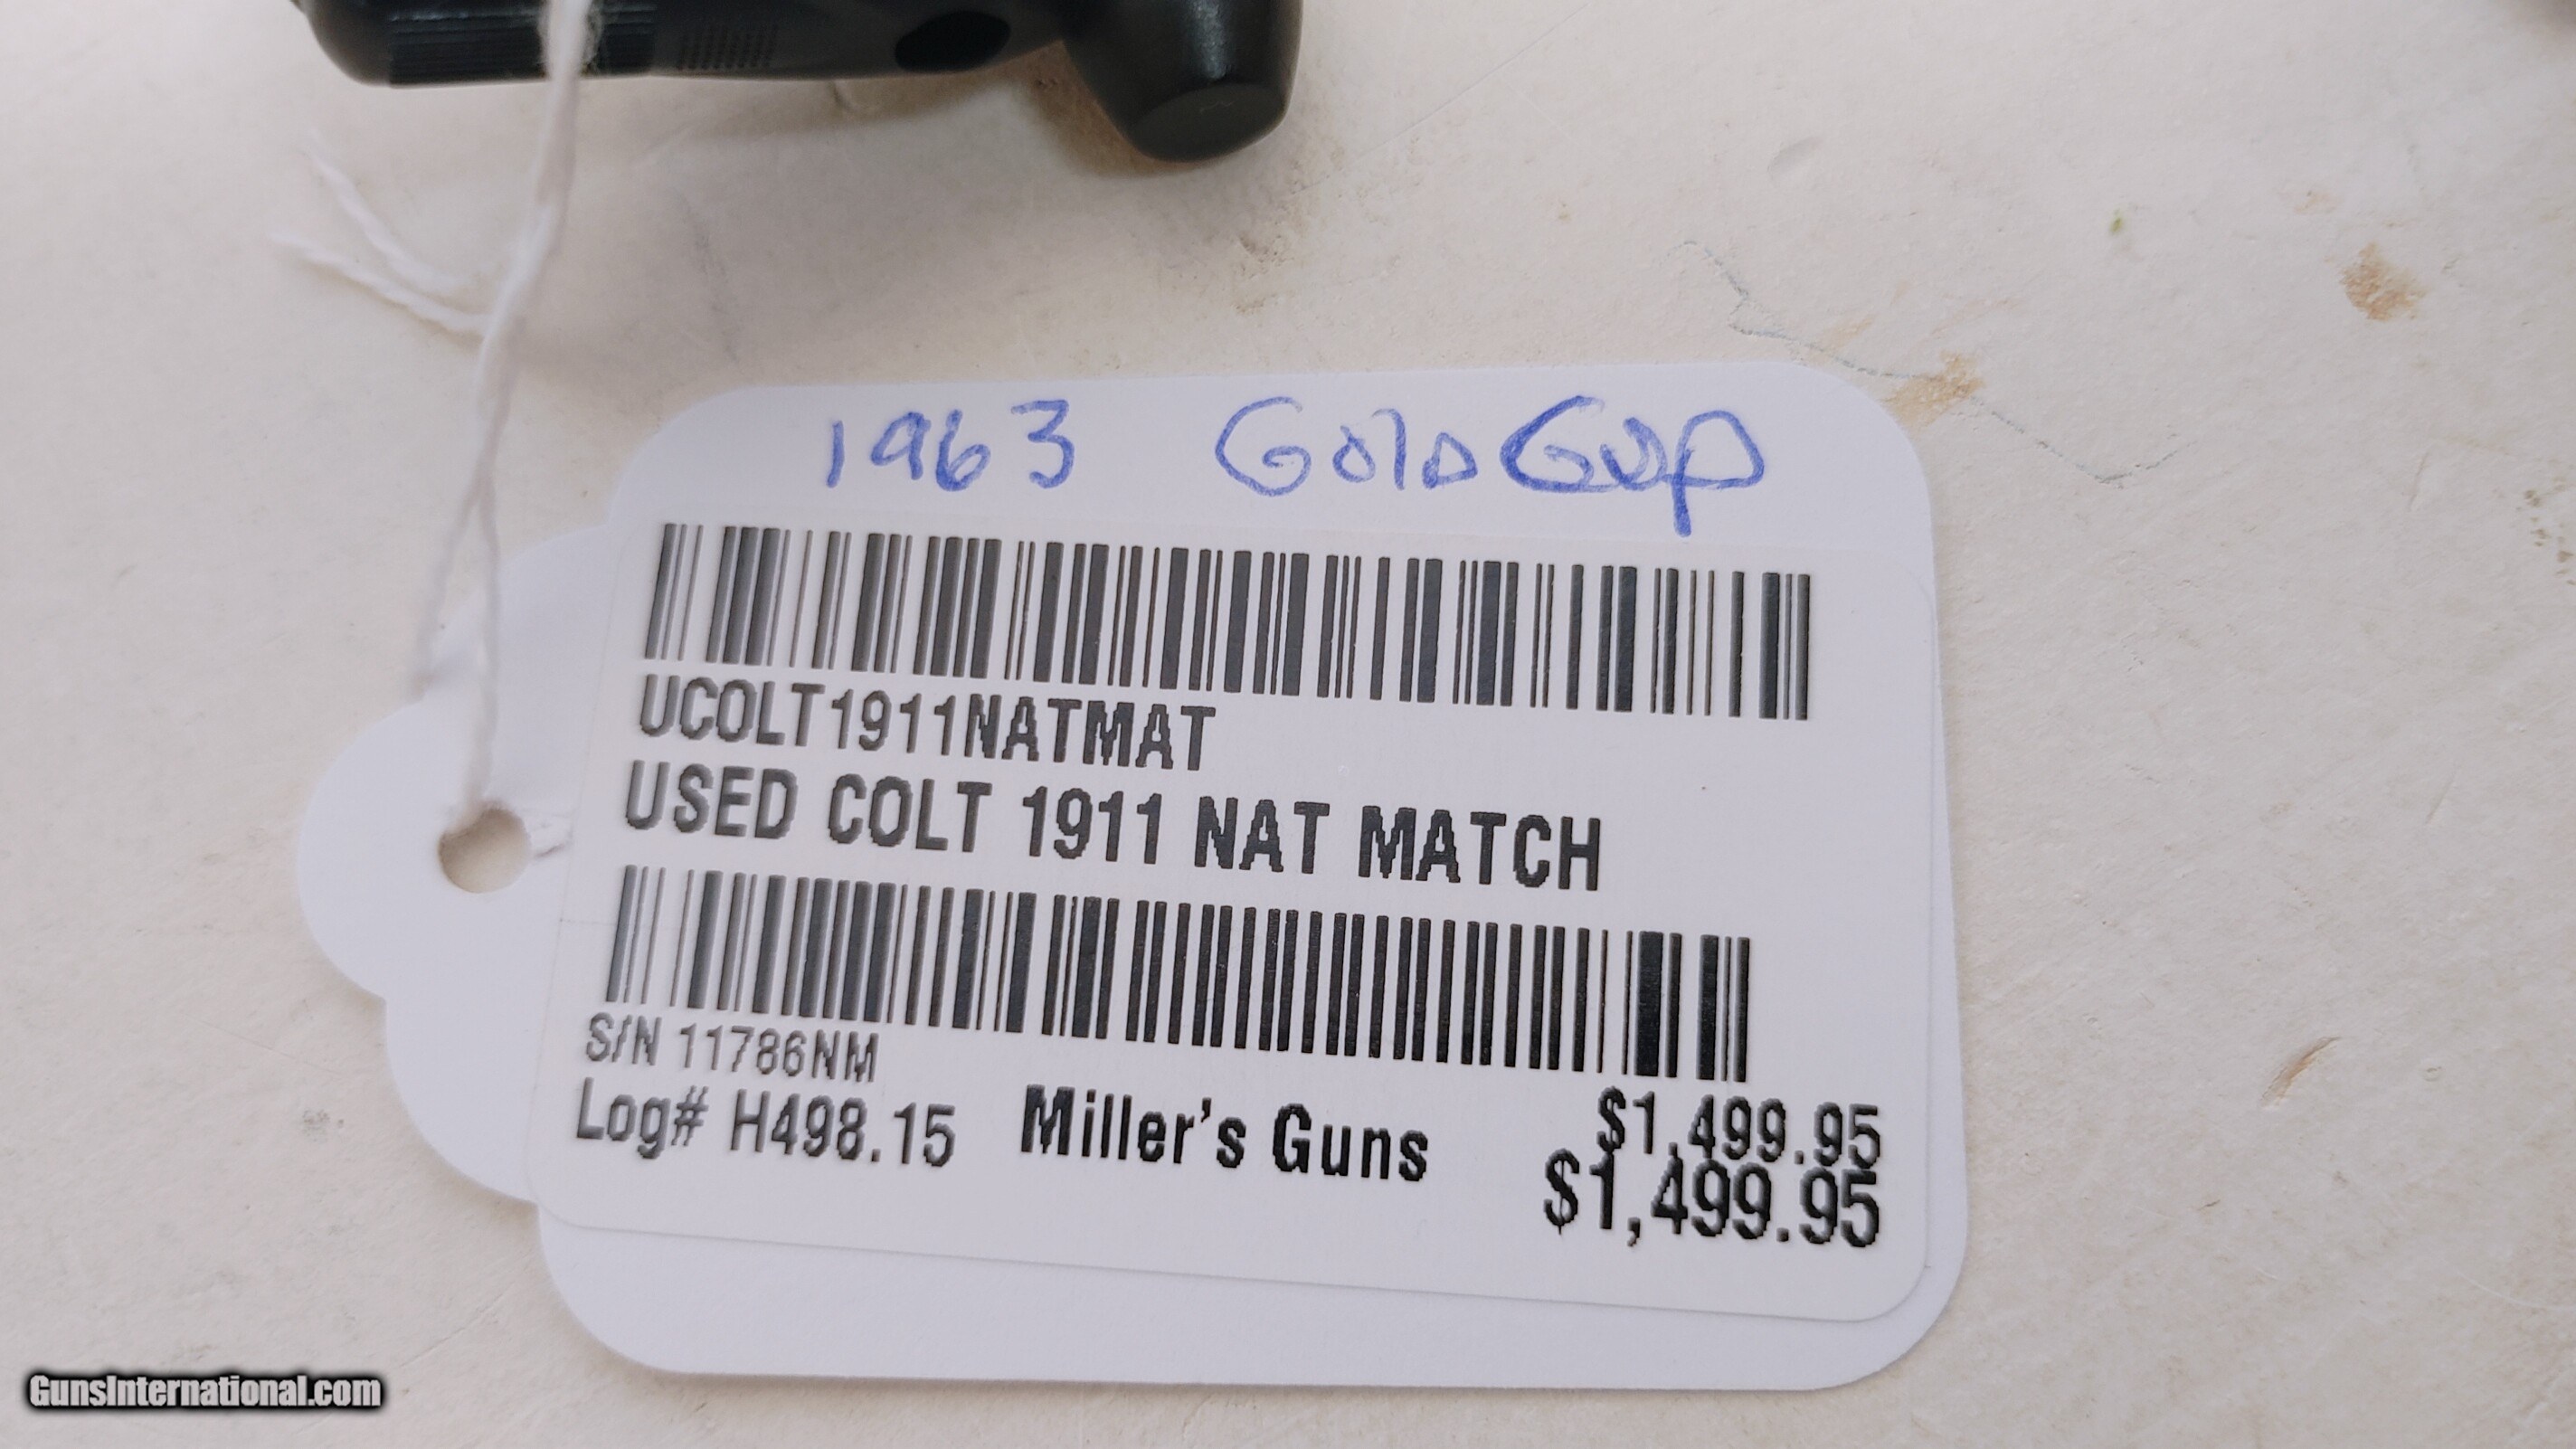 1963 Gold Cup
UCOLT1911NATMAT
USED COLT 1911 NAT MATCH
S/N 11786NM
$1,499.95
Log# H498.15 Miller's Guns
$1,499.95
GunsInternational.com